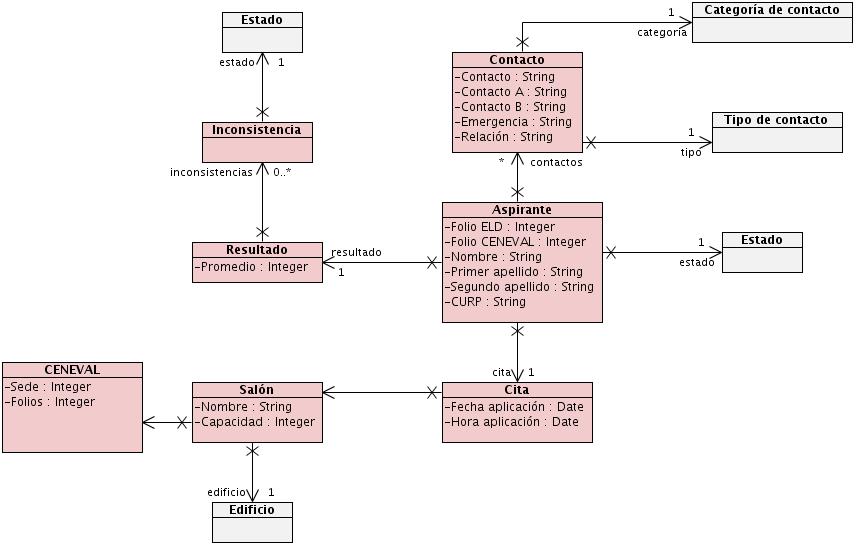 Categoría de contacto
1
categoría
Estado
estado 1
Contacto
-Contacto : String
-Contacto A : String
-Contacto B : String
-Emergencia : String
-Relación : String
Tipo de contacto
1
tipo
Inconsistencia
inconsistencias 0..*
* contactos
Aspirante
-Folio ELD : Integer
-Folio CENEVAL : Integer
-Nombre : String
-Primer apellido : String
-Segundo apellido : String
-CURP : String
Estado
1
estado
Resultado
-Promedio : Integer
resultado
1
cita 1
CENEVAL
-Sede : Integer
-Folios : Integer
Salón
-Nombre : String
-Capacidad : Integer
Cita
-Fecha aplicación : Date
-Hora aplicación : Date
edificio 1
Edificio